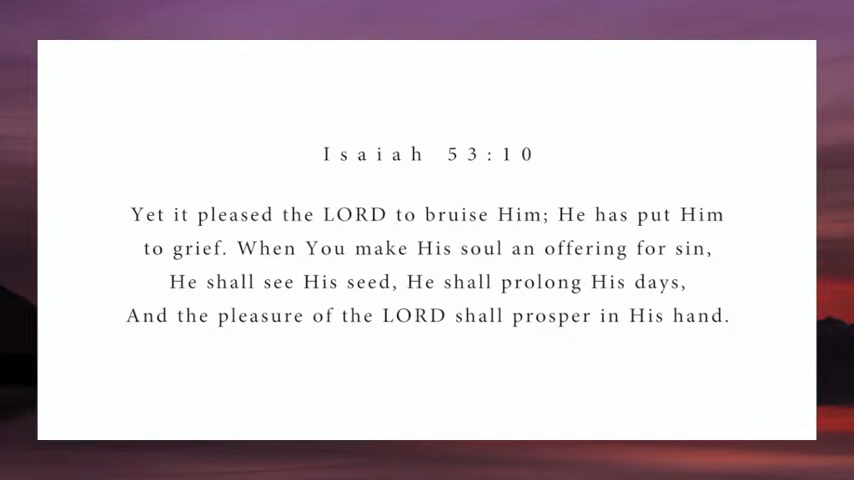 Isaiah 53:10
Yet it pleased the LORD to bruise Him; He has put Him
to grief. When You make His soul an offering for sin,
He shall see His seed, He shall prolong His days,
And the pleasure of the LORD shall prosper in His hand.